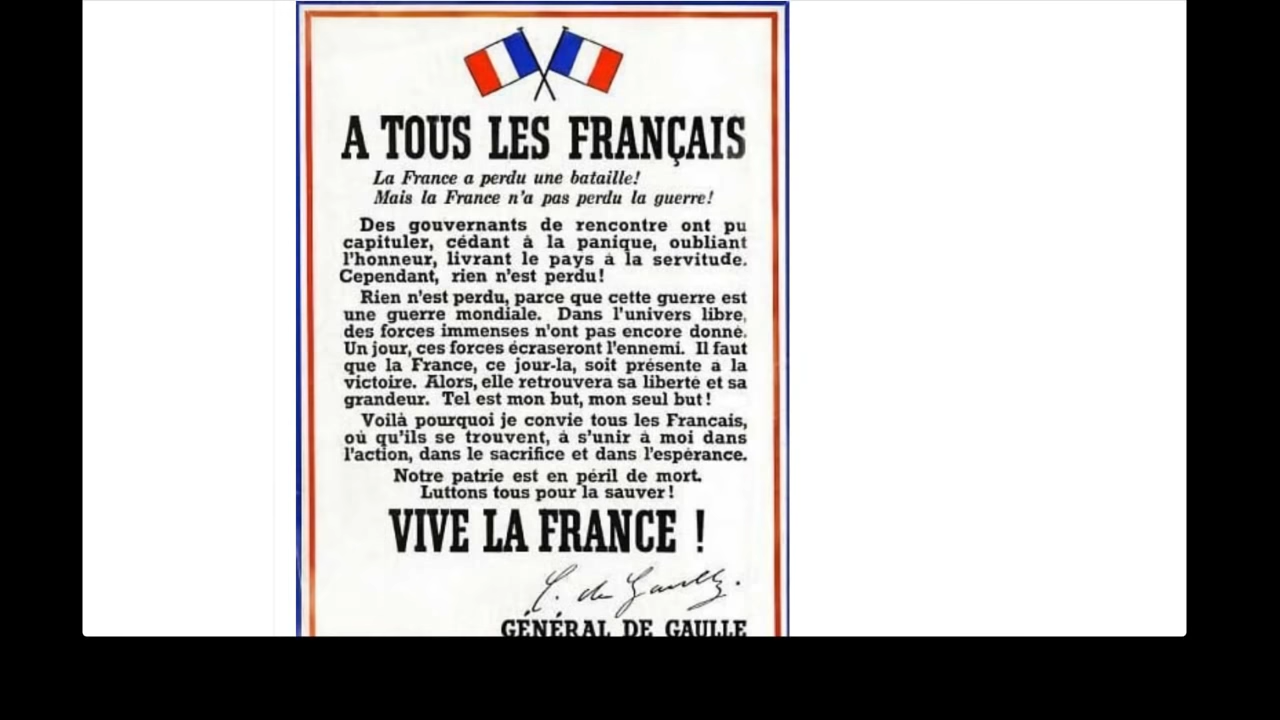 A TOUS LES FRANÇAIS
La France a perdu une bataille!
Mais la France n'a pas perdu la guerre!
Des gouvernants de rencontre ont pu
capituler, cédant à la panique, oubliant
l'honneur, livrant le pays à la servitude.
Cependant, rien n'est perdu!
Rien n'est perdu, parce que cette guerre est
une guerre mondiale. Dans l'univers libre,
des forces immenses n'ont pas encore donné.
Un jour, ces forces écraseront l'ennemi. Il faut
que la France, ce jour-la, soit présente à la
victoire. Alors, elle retrouvera sa liberté et sa
grandeur. Tel est mon but, mon seul but!
Voilà pourquoi je convie tous les Francais,
où qu'ils se trouvent, à s'unir à moi dans
l'action, dans le sacrifice et dans l'espérance.
Notre patrie est en péril de mort.
Luttons tous pour la sauver!
VIVE LA FRANCE !
C. de Gaulle.
GÉNÉRAL DE GAULLE